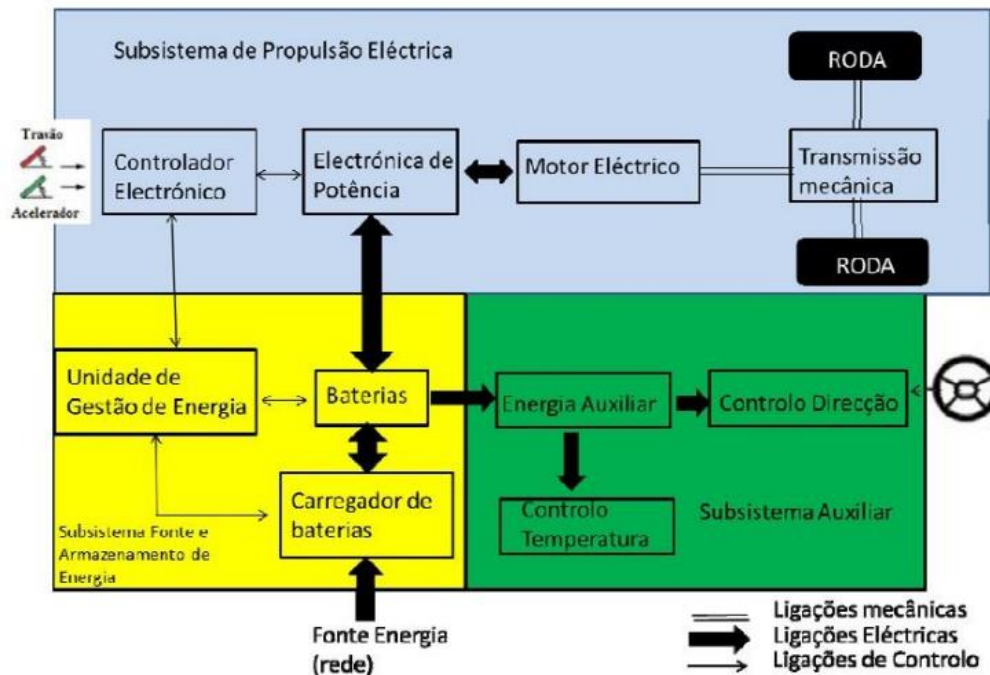 Subsistema de Propulsão Eléctrica
RODA
Travão
Acelerador
Controlador
Electrónico
Electrónica de
Potência
Motor Eléctrico
Transmissão
mecânica
RODA
Unidade de
Gestão de Energia
Baterias
Energia Auxiliar
Controlo Direcção
Carregador de
baterias
Controlo
Temperatura
Subsistema Auxiliar
Subsistema Fonte e
Armazenamento de
Energia
Fonte Energia
(rede)
Ligações mecânicas
Ligações Eléctricas
Ligações de Controlo